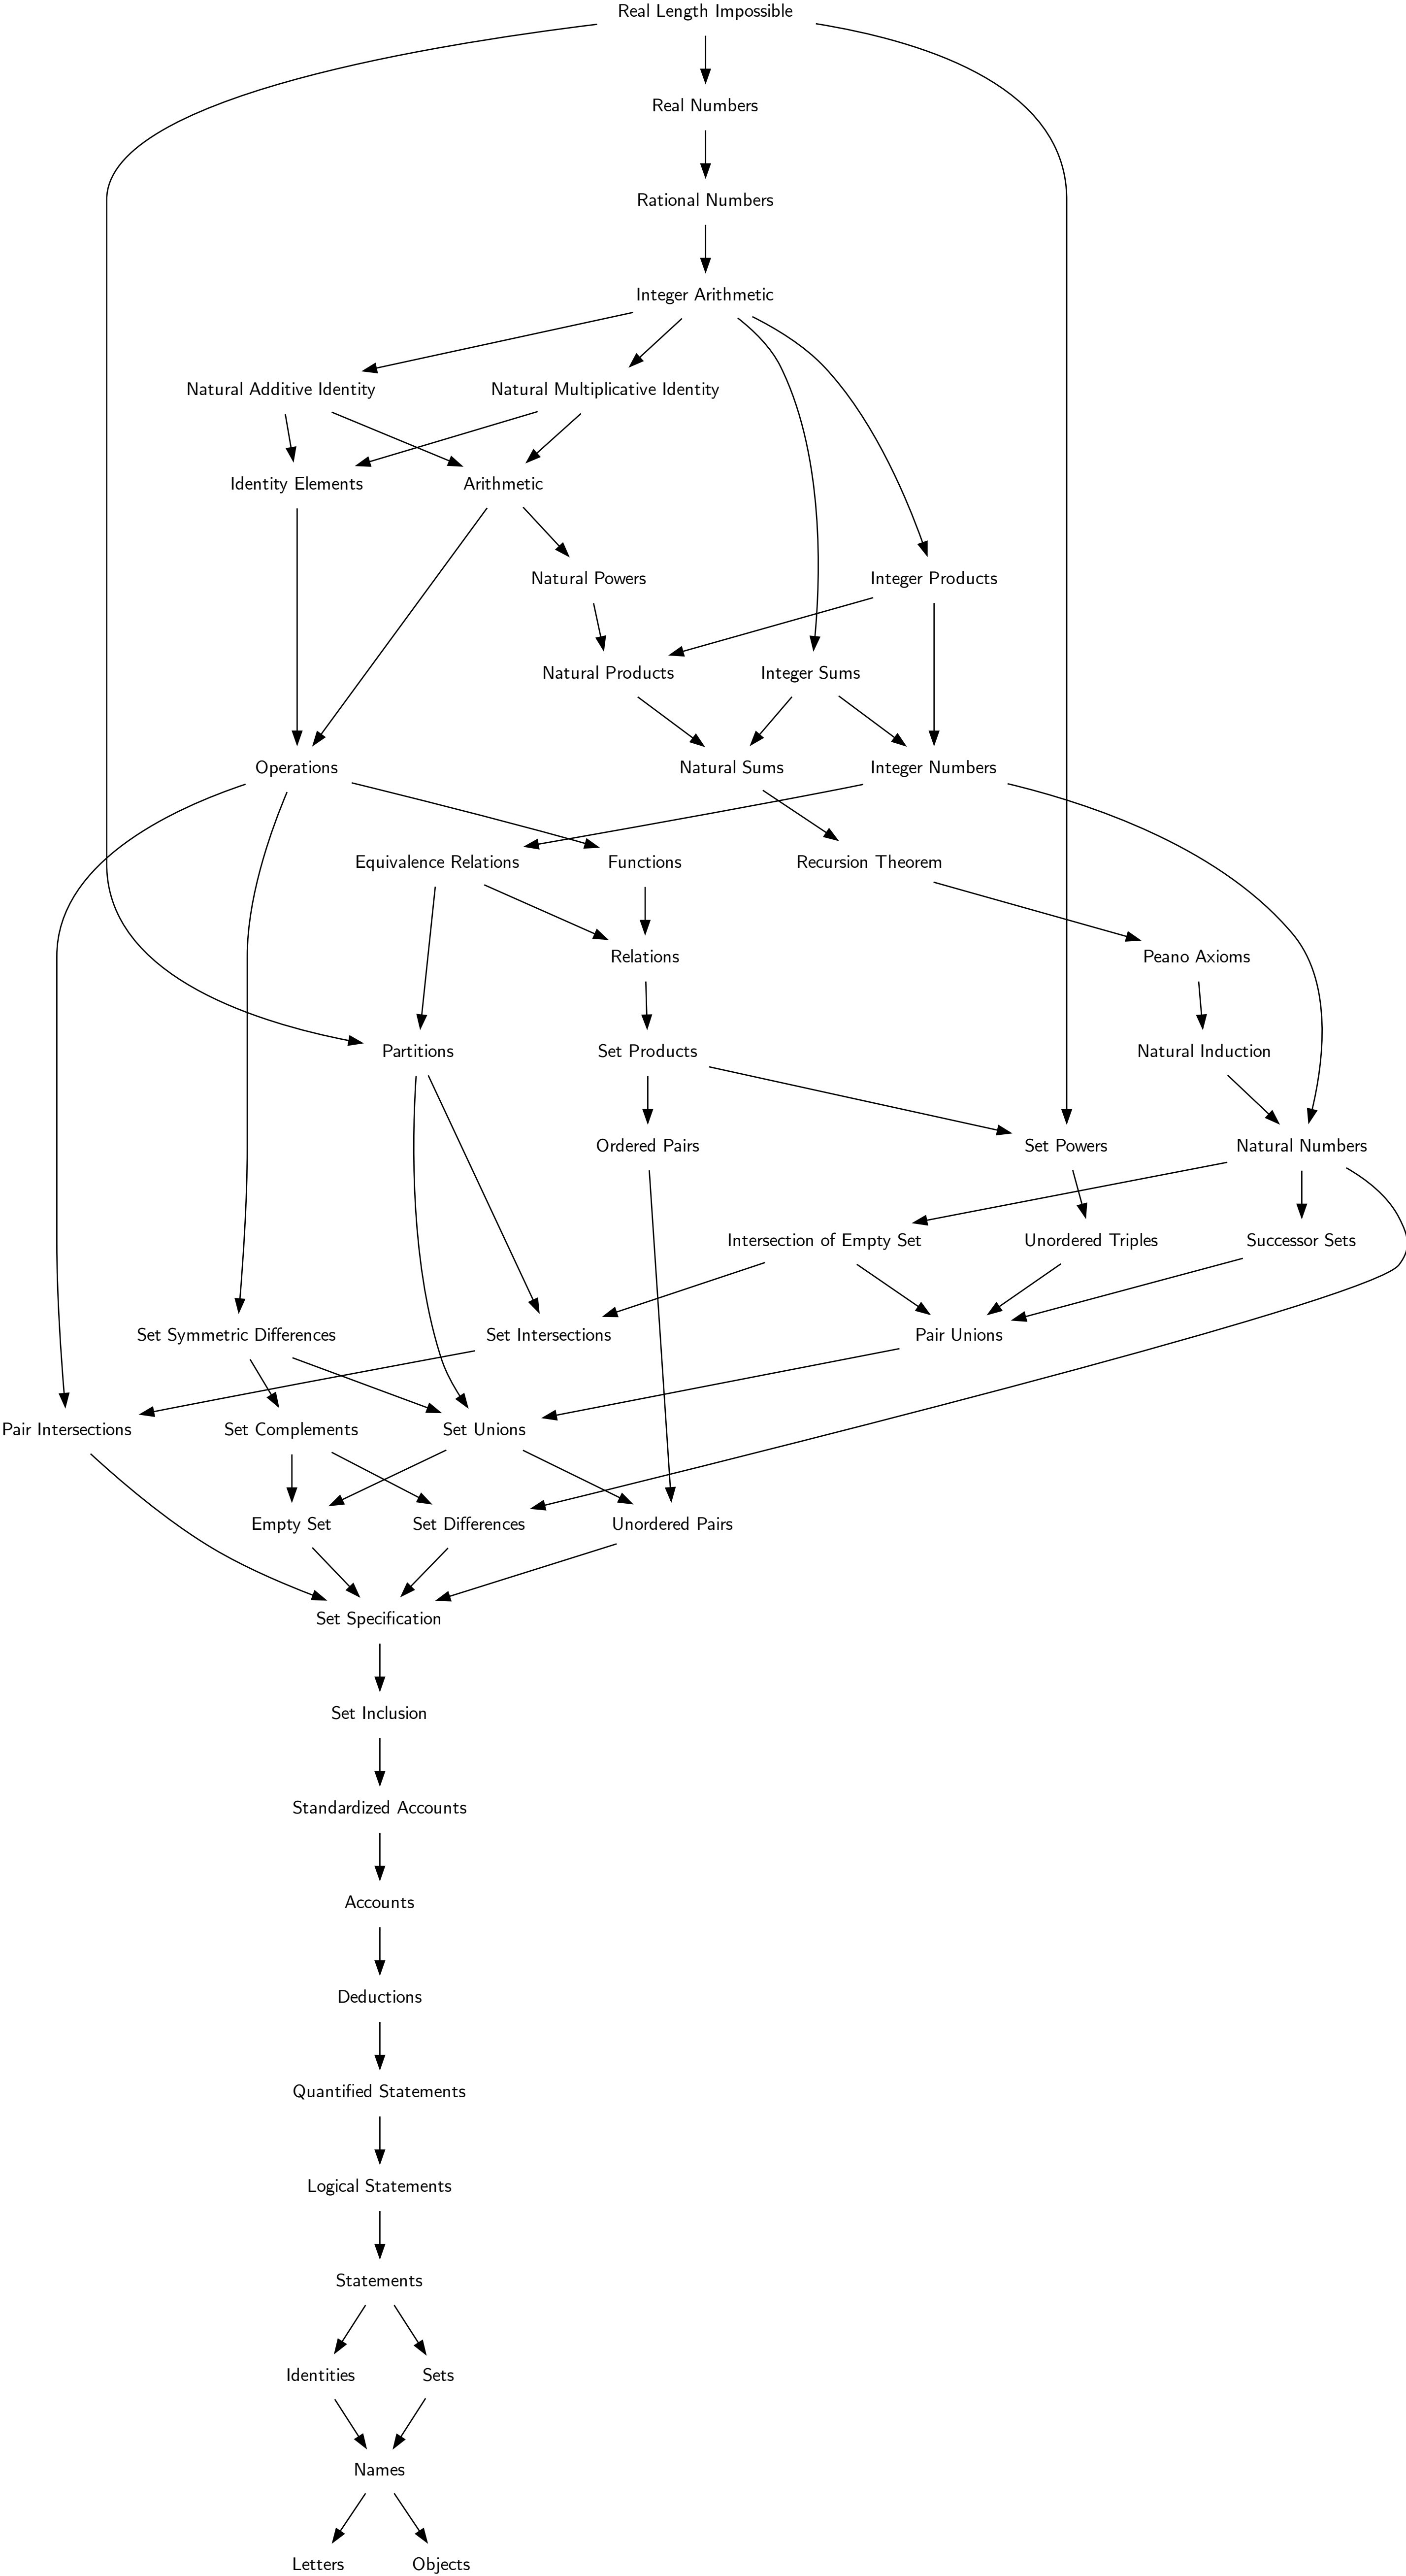 Real Length Impossible
Real Numbers
Rational Numbers
Integer Arithmetic
Natural Additive Identity
Natural Multiplicative Identity
Identity Elements
Arithmetic
Natural Powers
Integer Products
Natural Products
Integer Sums
Operations
Natural Sums
Integer Numbers
Equivalence Relations
Functions
Recursion Theorem
Relations
Peano Axioms
Partitions
Set Products
Natural Induction
Ordered Pairs
Set Powers
Natural Numbers
Intersection of Empty Set
Unordered Triples
Successor Sets
Set Symmetric Differences
Set Intersections
Pair Unions
Pair Intersections
Set Complements
Set Unions
Empty Set
Set Differences
Unordered Pairs
Set Specification
Set Inclusion
Standardized Accounts
Accounts
Deductions
Quantified Statements
Logical Statements
Statements
Identities
Sets
Names
Letters
Objects